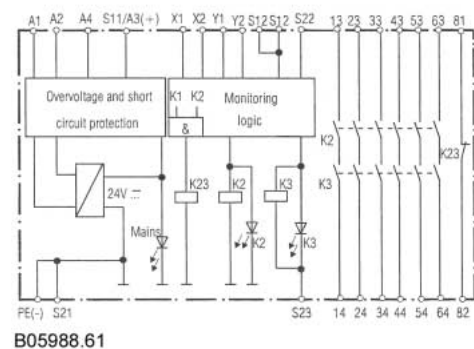 A1 A2 A4 S11/A3(+) X1 X2 Y1 Y2 S12 S12 S22 13 23 33 43 53 63 81
Overvoltage and short
circuit protection
K1 K2
&
Monitoring
logic
K2
K23
24V
K23
K2
K3
K3
Mains
K2
K3
PE(-) S21 S23 14 24 34 44 54 64 82
B05988.61